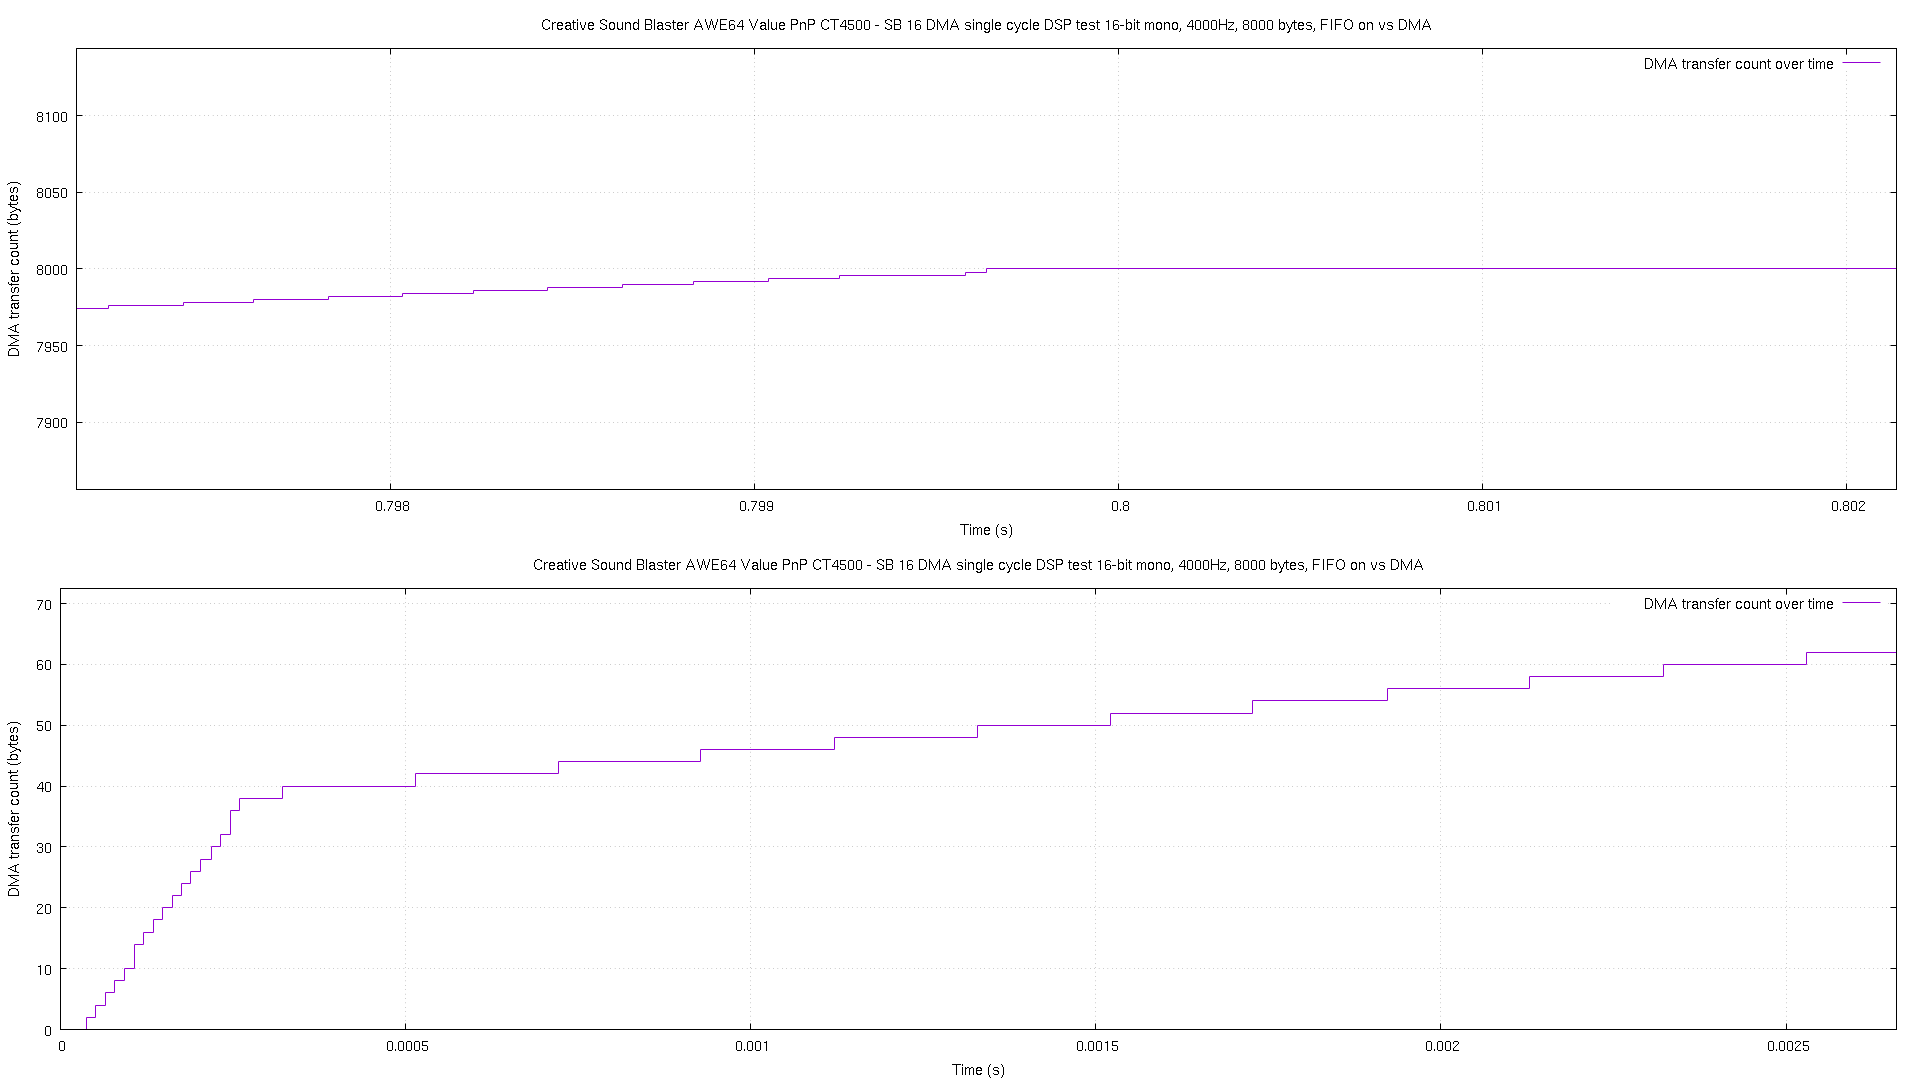 Creative Sound Blaster AWE64 Value PnP CT4500 - SB 16 DMA single cycle DSP test 16-bit mono, 4000Hz, 8000 bytes, FIFO on vs DMA
DMA transfer count over time
DMA transfer count (bytes)
8100
8050
8000
7950
7900
0.798 0.799 0.8 0.801 0.802
Time (s)
Creative Sound Blaster AWE64 Value PnP CT4500 - SB 16 DMA single cycle DSP test 16-bit mono, 4000Hz, 8000 bytes, FIFO on vs DMA
DMA transfer count over time
DMA transfer count (bytes)
70
60
50
40
30
20
10
0
0 0.0005 0.001 0.0015 0.002 0.0025
Time (s)